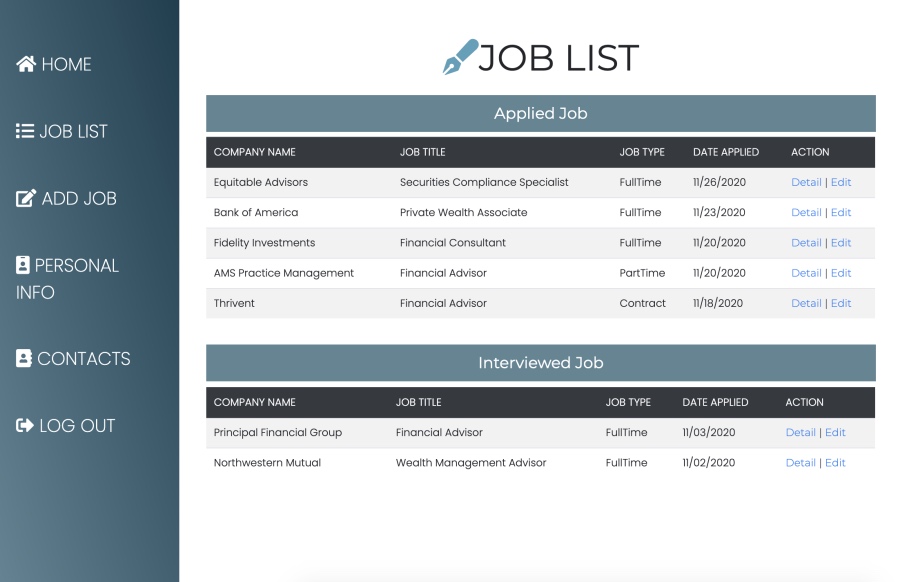 HOME
JOB LIST
ADD JOB
PERSONAL
INFO
CONTACTS
LOG OUT
JOB LIST
Applied Job
COMPANY NAME JOB TITLE JOB TYPE DATE APPLIED ACTION
Equitable Advisors Securities Compliance Specialist FullTime 11/26/2020 Detail | Edit
Bank of America Private Wealth Associate FullTime 11/23/2020 Detail | Edit
Fidelity Investments Financial Consultant FullTime 11/20/2020 Detail | Edit
AMS Practice Management Financial Advisor PartTime 11/20/2020 Detail | Edit
Thrivent Financial Advisor Contract 11/18/2020 Detail | Edit
Interviewed Job
COMPANY NAME JOB TITLE JOB TYPE DATE APPLIED ACTION
Principal Financial Group Financial Advisor FullTime 11/03/2020 Detail | Edit
Northwestern Mutual Wealth Management Advisor FullTime 11/02/2020 Detail | Edit